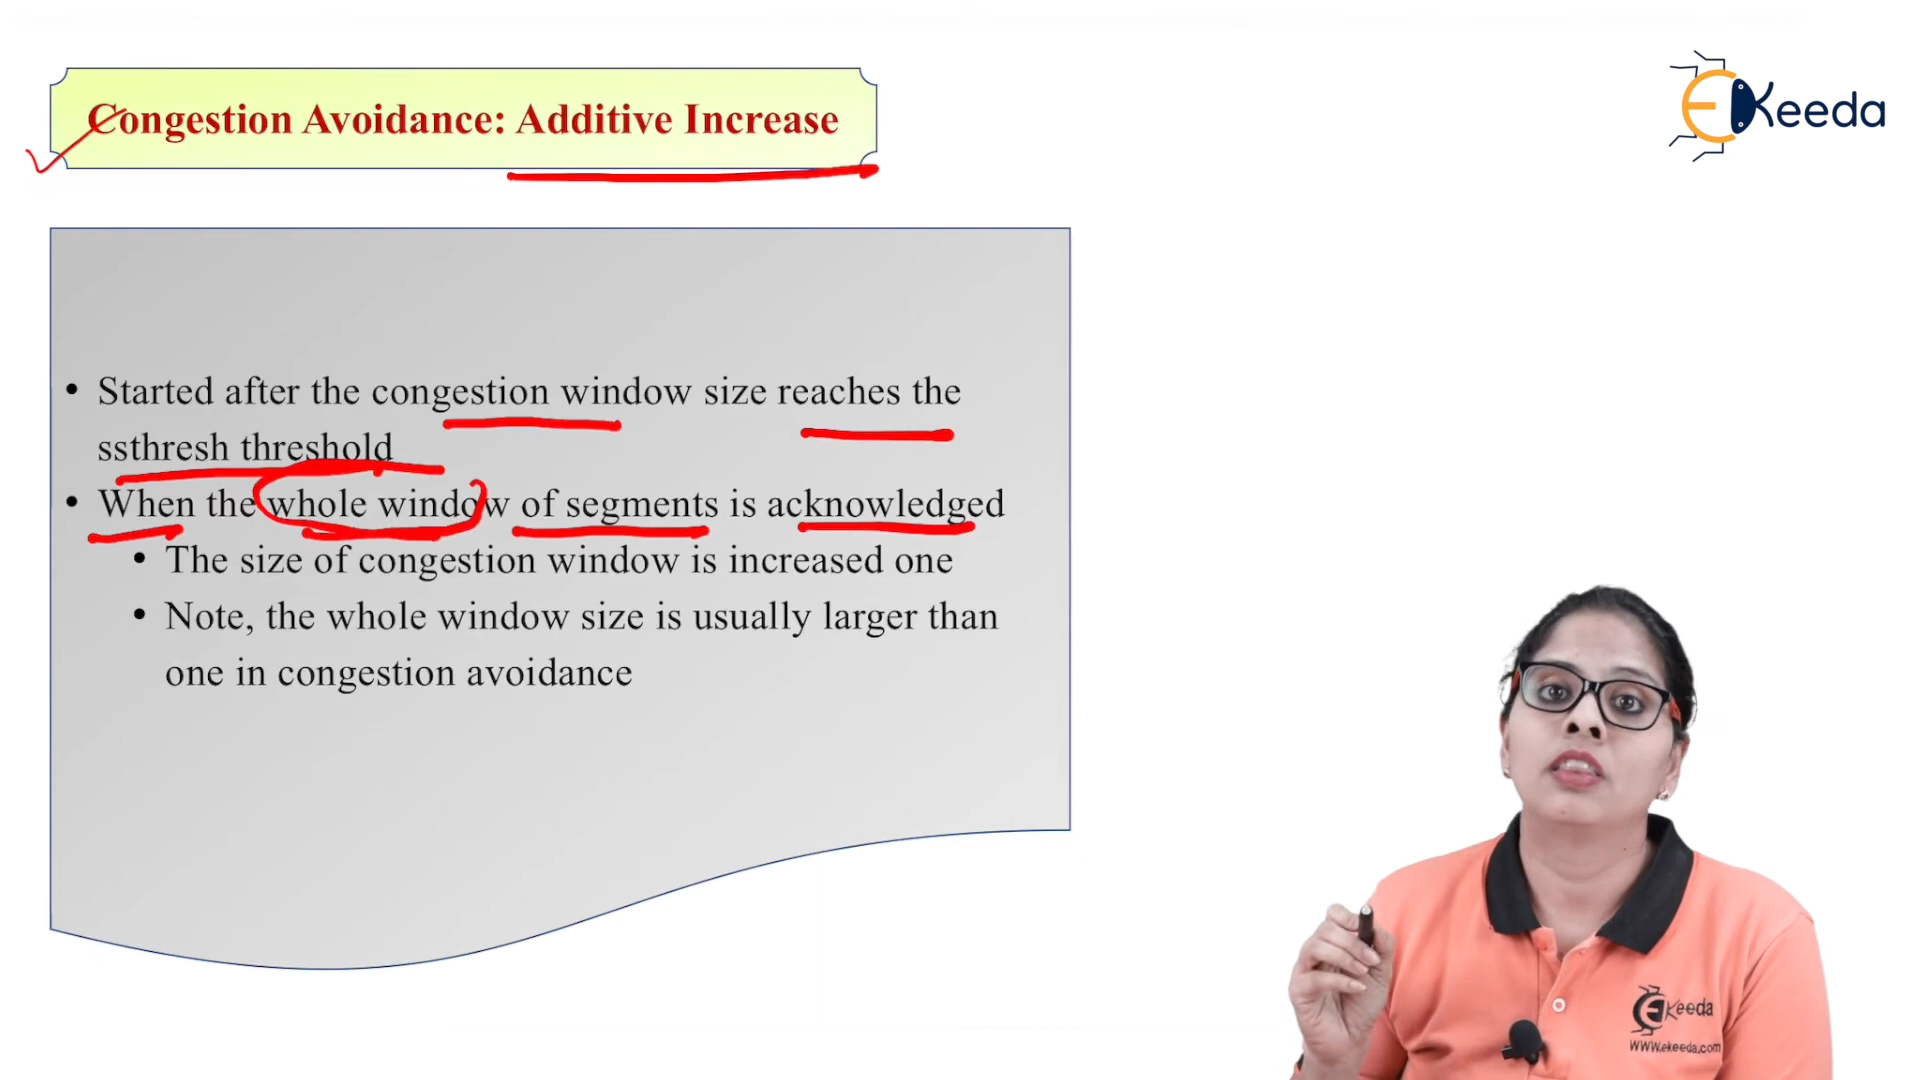 Congestion Avoidance: Additive Increase
EKeeda
• Started after the congestion window size reaches the
ssthresh threshold
• When the whole window of segments is acknowledged
• The size of congestion window is increased one
• Note, the whole window size is usually larger than
one in congestion avoidance
EKeeda
WWW.ekeeda.com